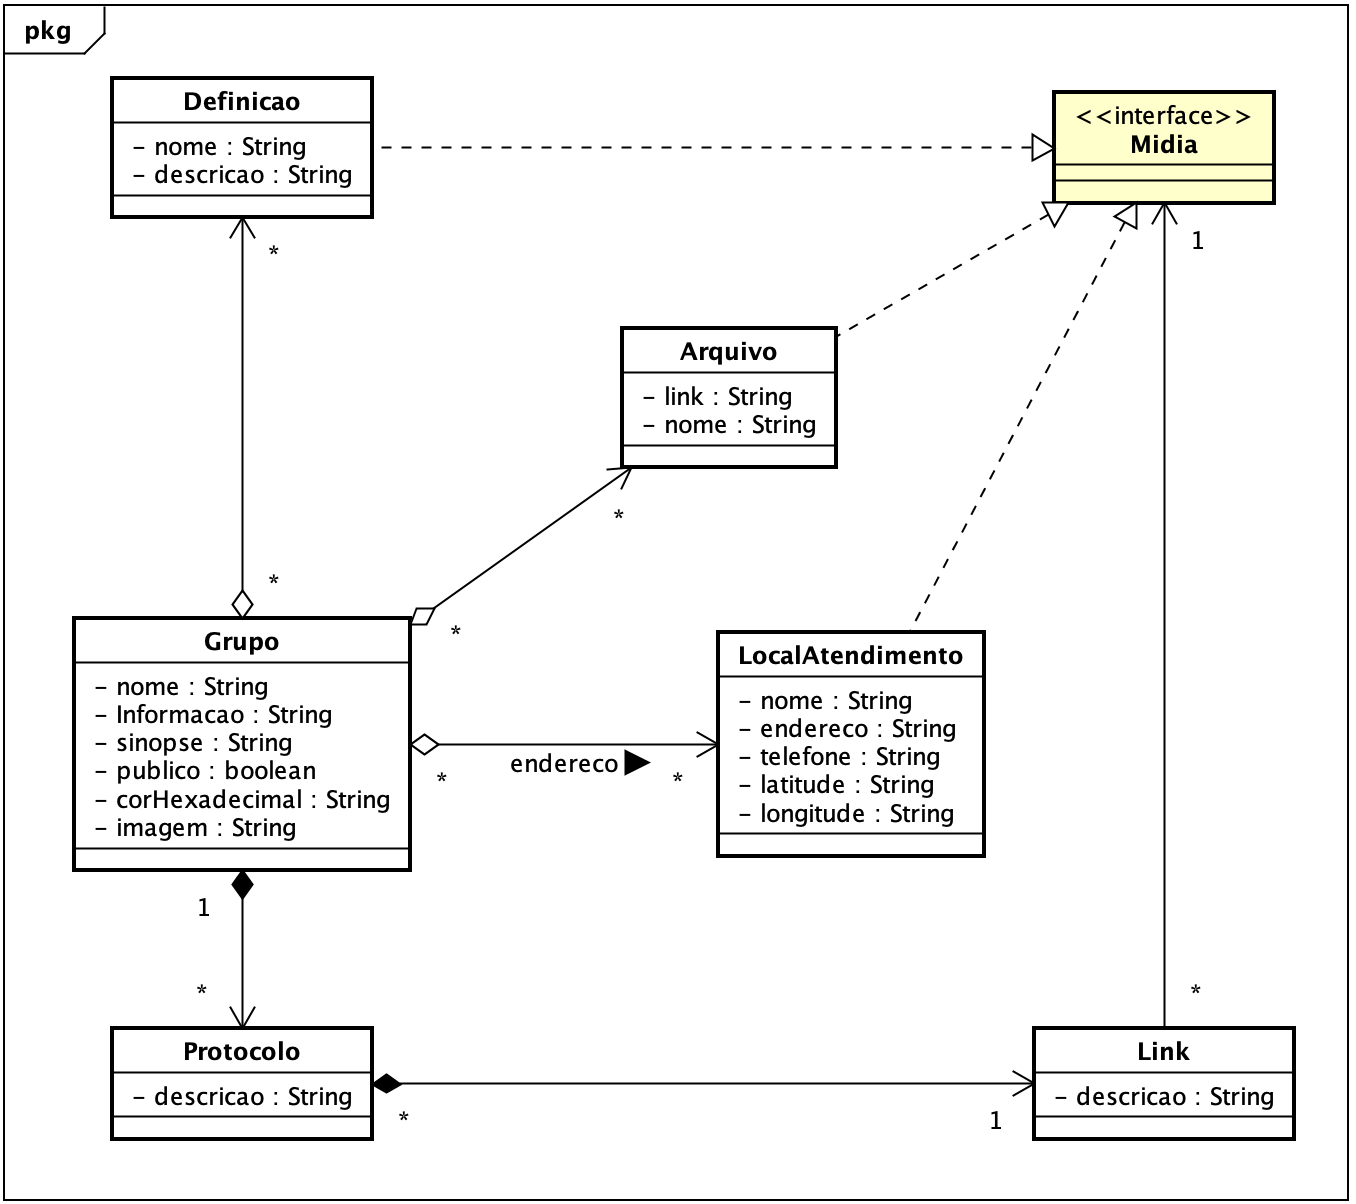 pkg
Definicao
- nome : String
- descricao : String
<<interface>>
Midia
*
1
Arquivo
- link : String
- nome : String
*
*
*
Grupo
- nome : String
- Informacao : String
- sinopse : String
- publico : boolean
- corHexadecimal : String
- imagem : String
LocalAtendimento
- nome : String
- endereco : String
- telefone : String
- latitude : String
- longitude : String
* endereco *
1
*
*
Protocolo
- descricao : String
Link
- descricao : String
*
1